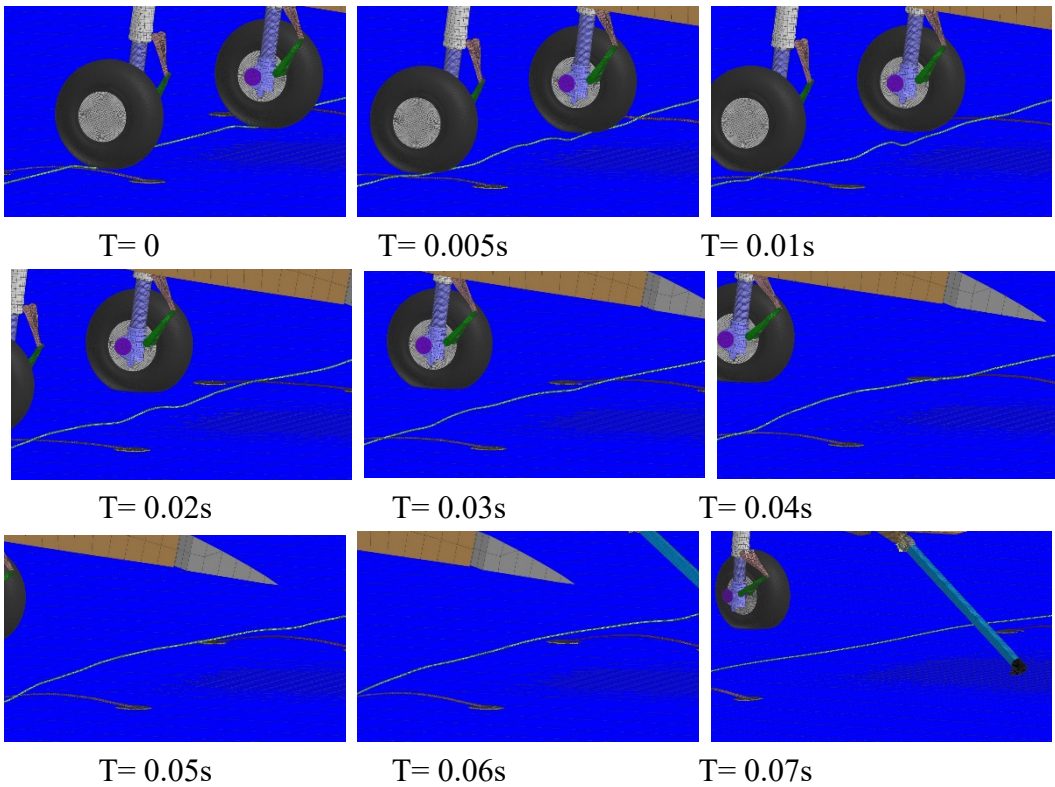 T= 0
T= 0.005s
T= 0.01s
T= 0.02s
T= 0.03s
T= 0.04s
T= 0.05s
T= 0.06s
T= 0.07s